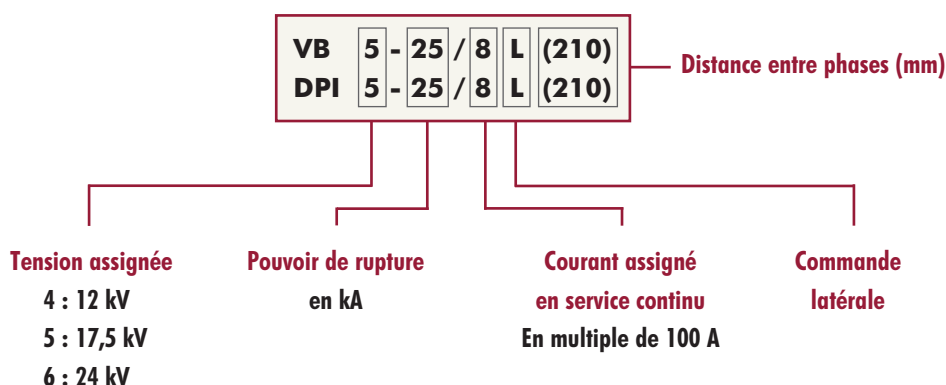 VB 5 - 25 / 8 L (210)
DPI 5 - 25 / 8 L (210)
Distance entre phases (mm)
Tension assignée
4 : 12 kV
5 : 17,5 kV
6 : 24 kV
Pouvoir de rupture
en kA
Courant assigné
en service continu
En multiple de 100 A
Commande
latérale